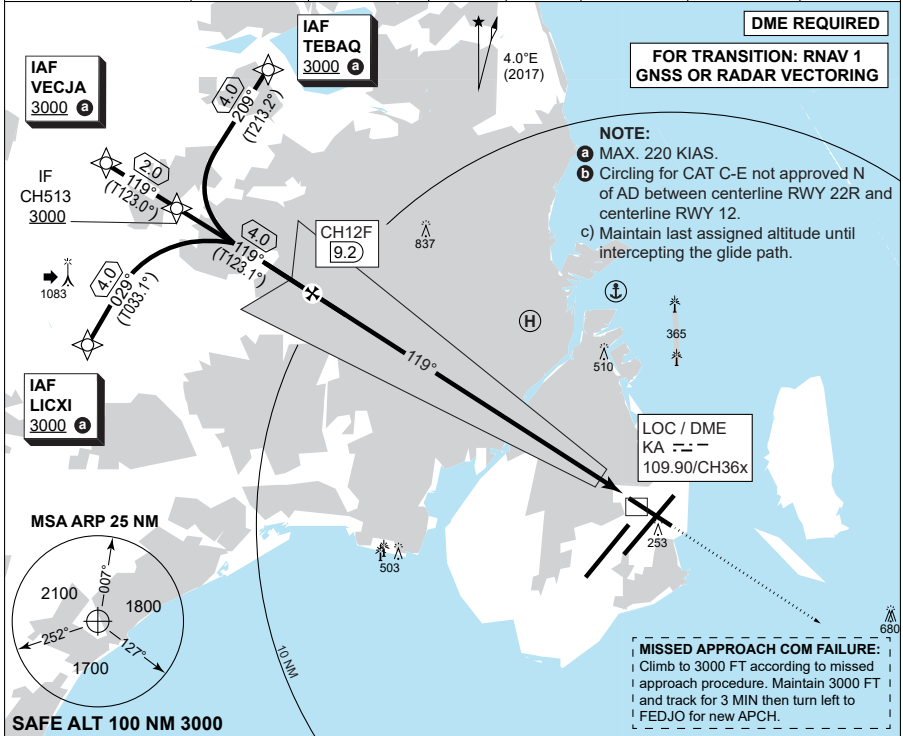 IAF
TEBAQ
3000 a
4.0°E
(2017)
DME REQUIRED
FOR TRANSITION: RNAV 1
GNSS OR RADAR VECTORING
IAF
VECJA
3000 a
4.0
209°
(T213.2°)
NOTE:
a MAX. 220 KIAS.
b Circling for CAT C-E not approved N
of AD between centerline RWY 22R and
centerline RWY 12.
c) Maintain last assigned altitude until
intercepting the glide path.
2.0
119°
(T123.0°)
IF
CH513
3000
4.0
119°
(T123.1°)
CH12F
9.2
837
1083
4.0
029°
(T033.1°)
H
365
510
119°
IAF
LICXI
3000 a
LOC / DME
KA
109.90/CH36x
253
503
MSA ARP 25 NM
007°
2100
1800
252°
127°
1700
10 NM
680
MISSED APPROACH COM FAILURE:
Climb to 3000 FT according to missed
approach procedure. Maintain 3000 FT
and track for 3 MIN then turn left to
FEDJO for new APCH.
SAFE ALT 100 NM 3000